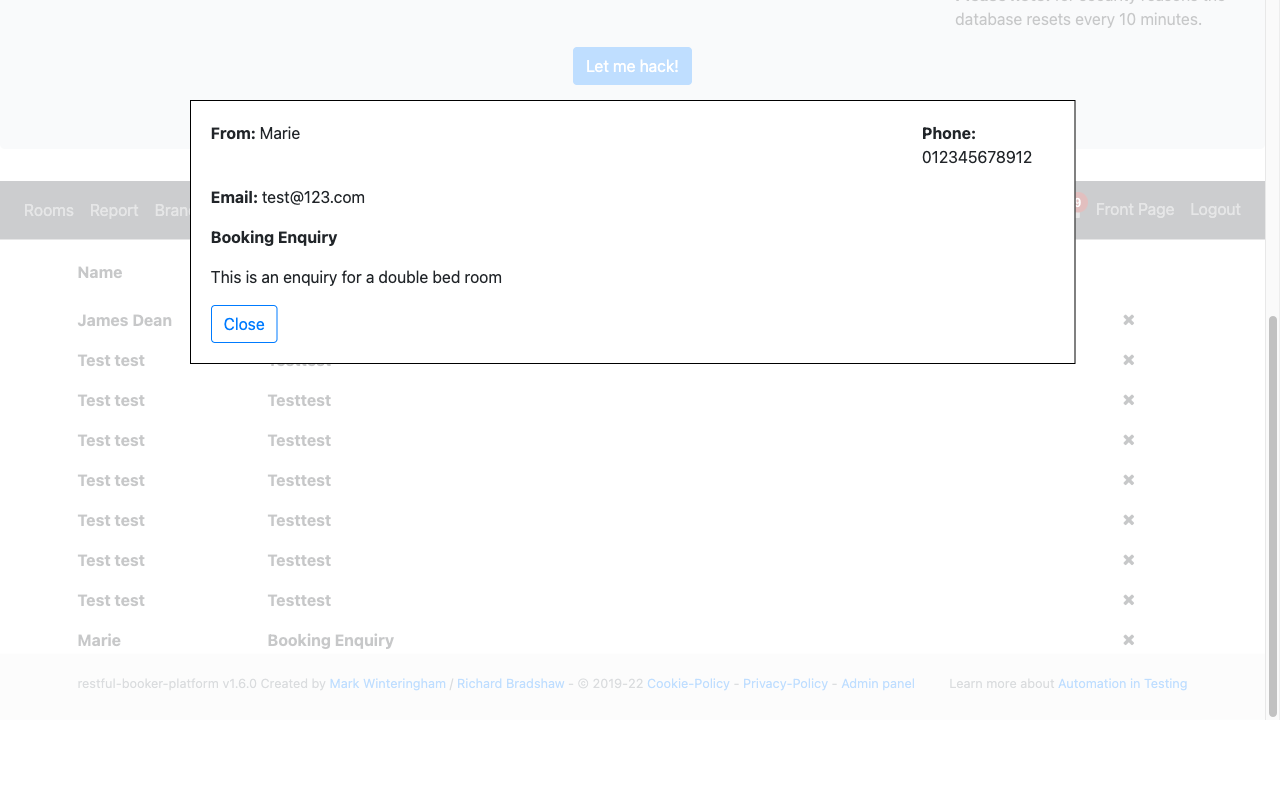 database resets every 10 minutes.
Let me hack!
From: Marie
Phone:
012345678912
Email: test@123.com
Booking Enquiry
This is an enquiry for a double bed room
Close
Rooms Report
Front Page Logout
Name
James Dean
Test test
Test test Testtest
Test test Testtest
Test test Testtest
Test test Testtest
Test test Testtest
Test test Testtest
Marie Booking Enquiry
restful-booker-platform v1.6.0 Created by Mark Winteringham / Richard Bradshaw - © 2019-22 Cookie-Policy - Privacy-Policy - Admin panel
Learn more about Automation in Testing